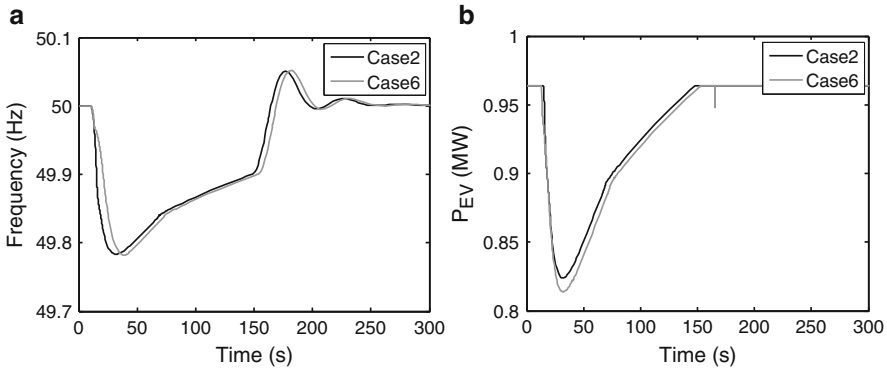 a
50.1
50
49.9
49.8
49.7
Frequency (Hz)
0 50 100 150 200 250 300
Time (s)
Case2
Case6
b
1
0.95
0.9
0.85
0.8
P_EV (MW)
0 50 100 150 200 250 300
Time (s)
Case2
Case6